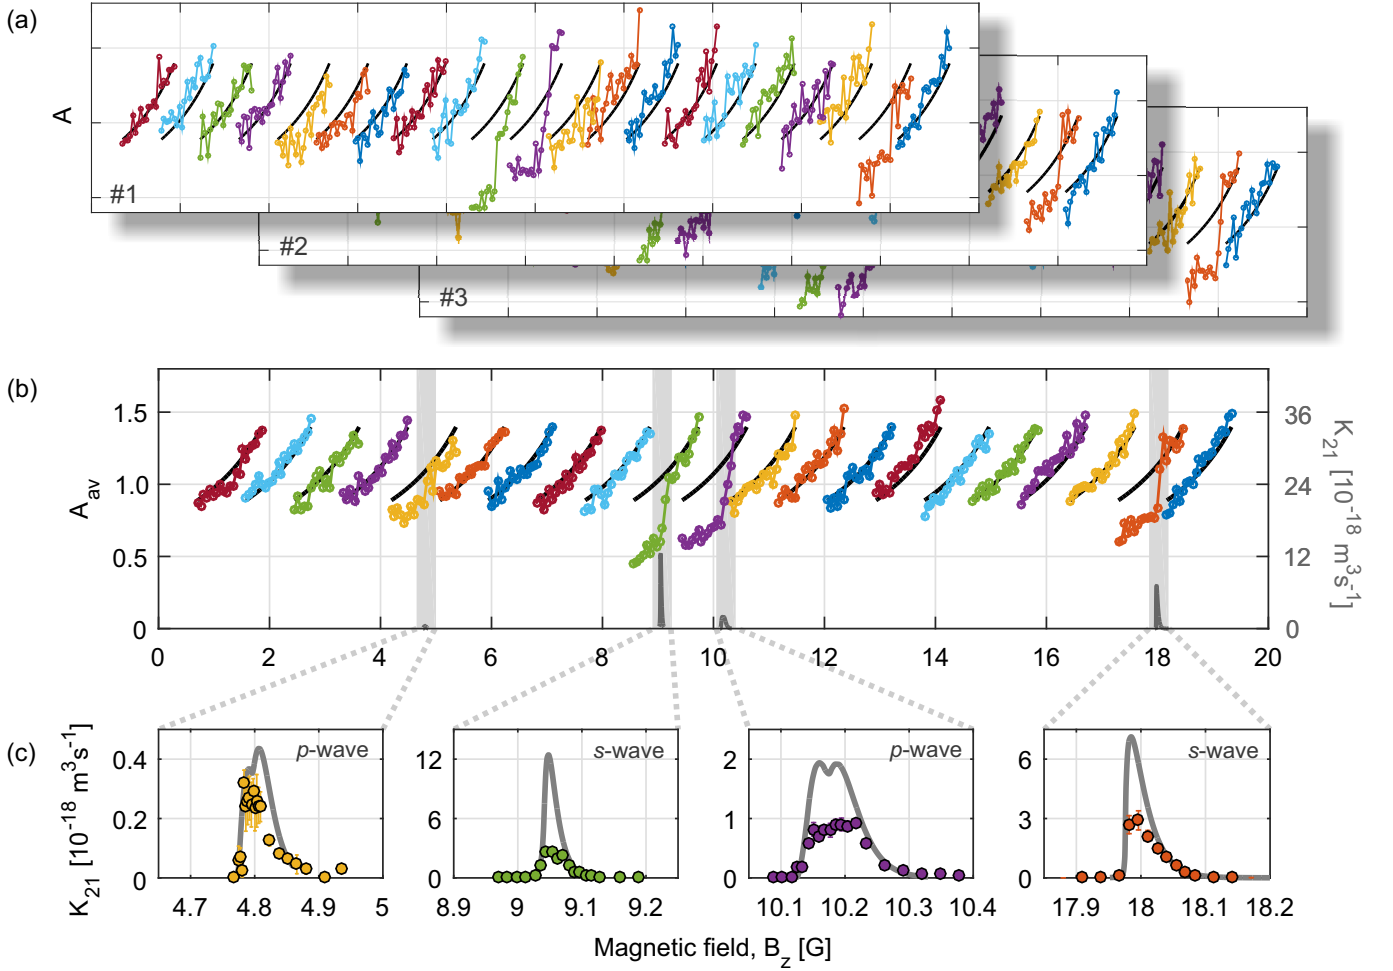 (a)
A
#1
#2
#3
(b)
A_av
1.5
1.0
0.5
0
36
24
12
0
K_21 [10^-18 m^3s^-1]
0 2 4 6 8 10 12 14 16 18 20
(c)
K_21 [10^-18 m^3s^-1]
0.4
0.2
0
p-wave
4.7 4.8 4.9 5
12
6
0
s-wave
8.9 9 9.1 9.2
2
1
0
p-wave
10.1 10.2 10.3 10.4
6
3
0
s-wave
17.9 18 18.1 18.2
Magnetic field, B_z [G]